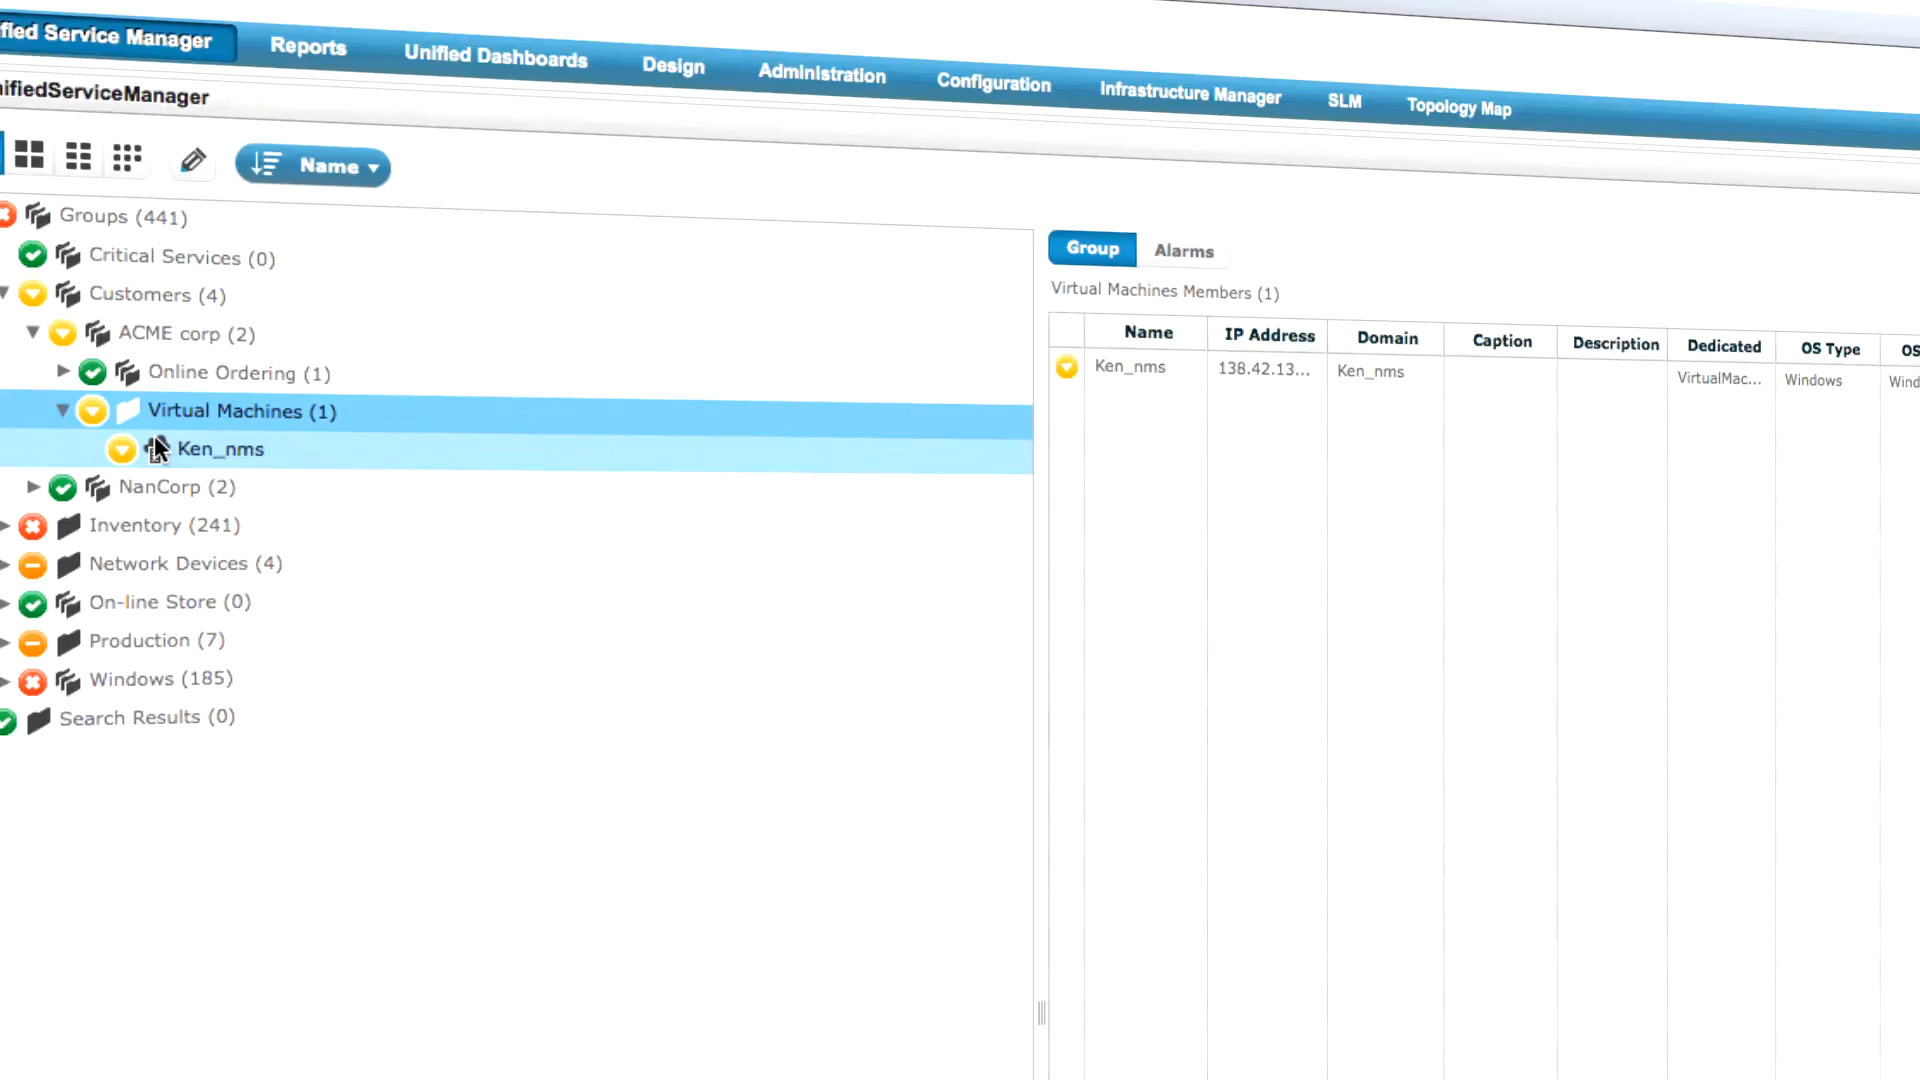 fied Service Manager Reports Unified Dashboards Design Administration Configuration Infrastructure Manager SLM Topology Map
nifiedServiceManager
Name
Groups (441)
Critical Services (0)
Customers (4)
ACME corp (2)
Online Ordering (1)
Virtual Machines (1)
Ken_nms
NanCorp (2)
Inventory (241)
Network Devices (4)
On-line Store (0)
Production (7)
Windows (185)
Search Results (0)
Group Alarms
Virtual Machines Members (1)
Name IP Address Domain Caption Description Dedicated OS Type OS
Ken_nms 138.42.13... Ken_nms VirtualMac... Windows Wind